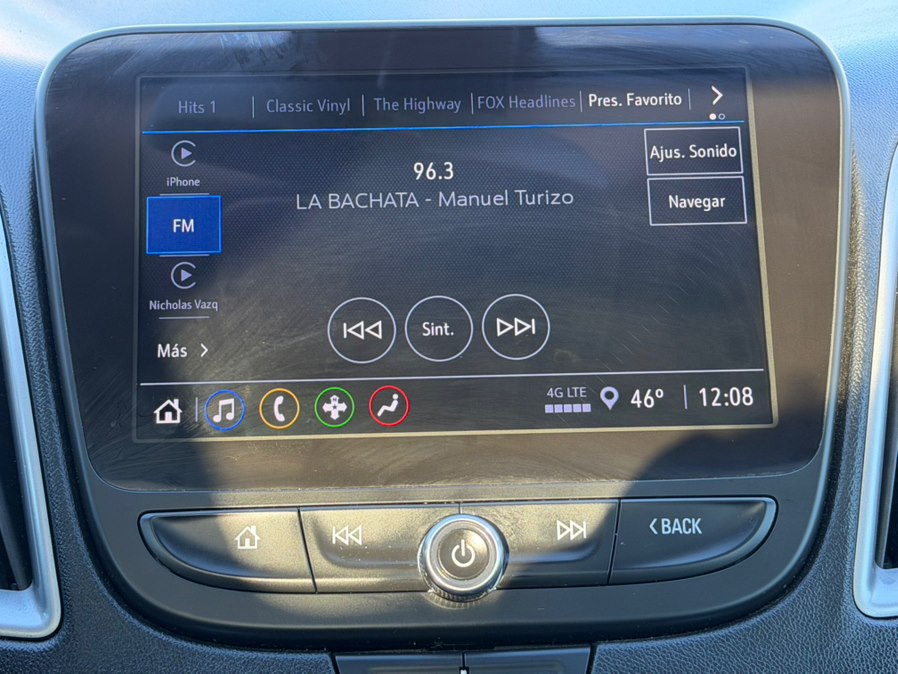 Hits 1
Classic Vinyl
The Highway
FOX Headlines
Pres. Favorito
iPhone
96.3
Ajus. Sonido
LA BACHATA - Manuel Turizo
Navegar
FM
Nicholas Vazq
Sint.
Más
4G LTE
46º
12:08
BACK